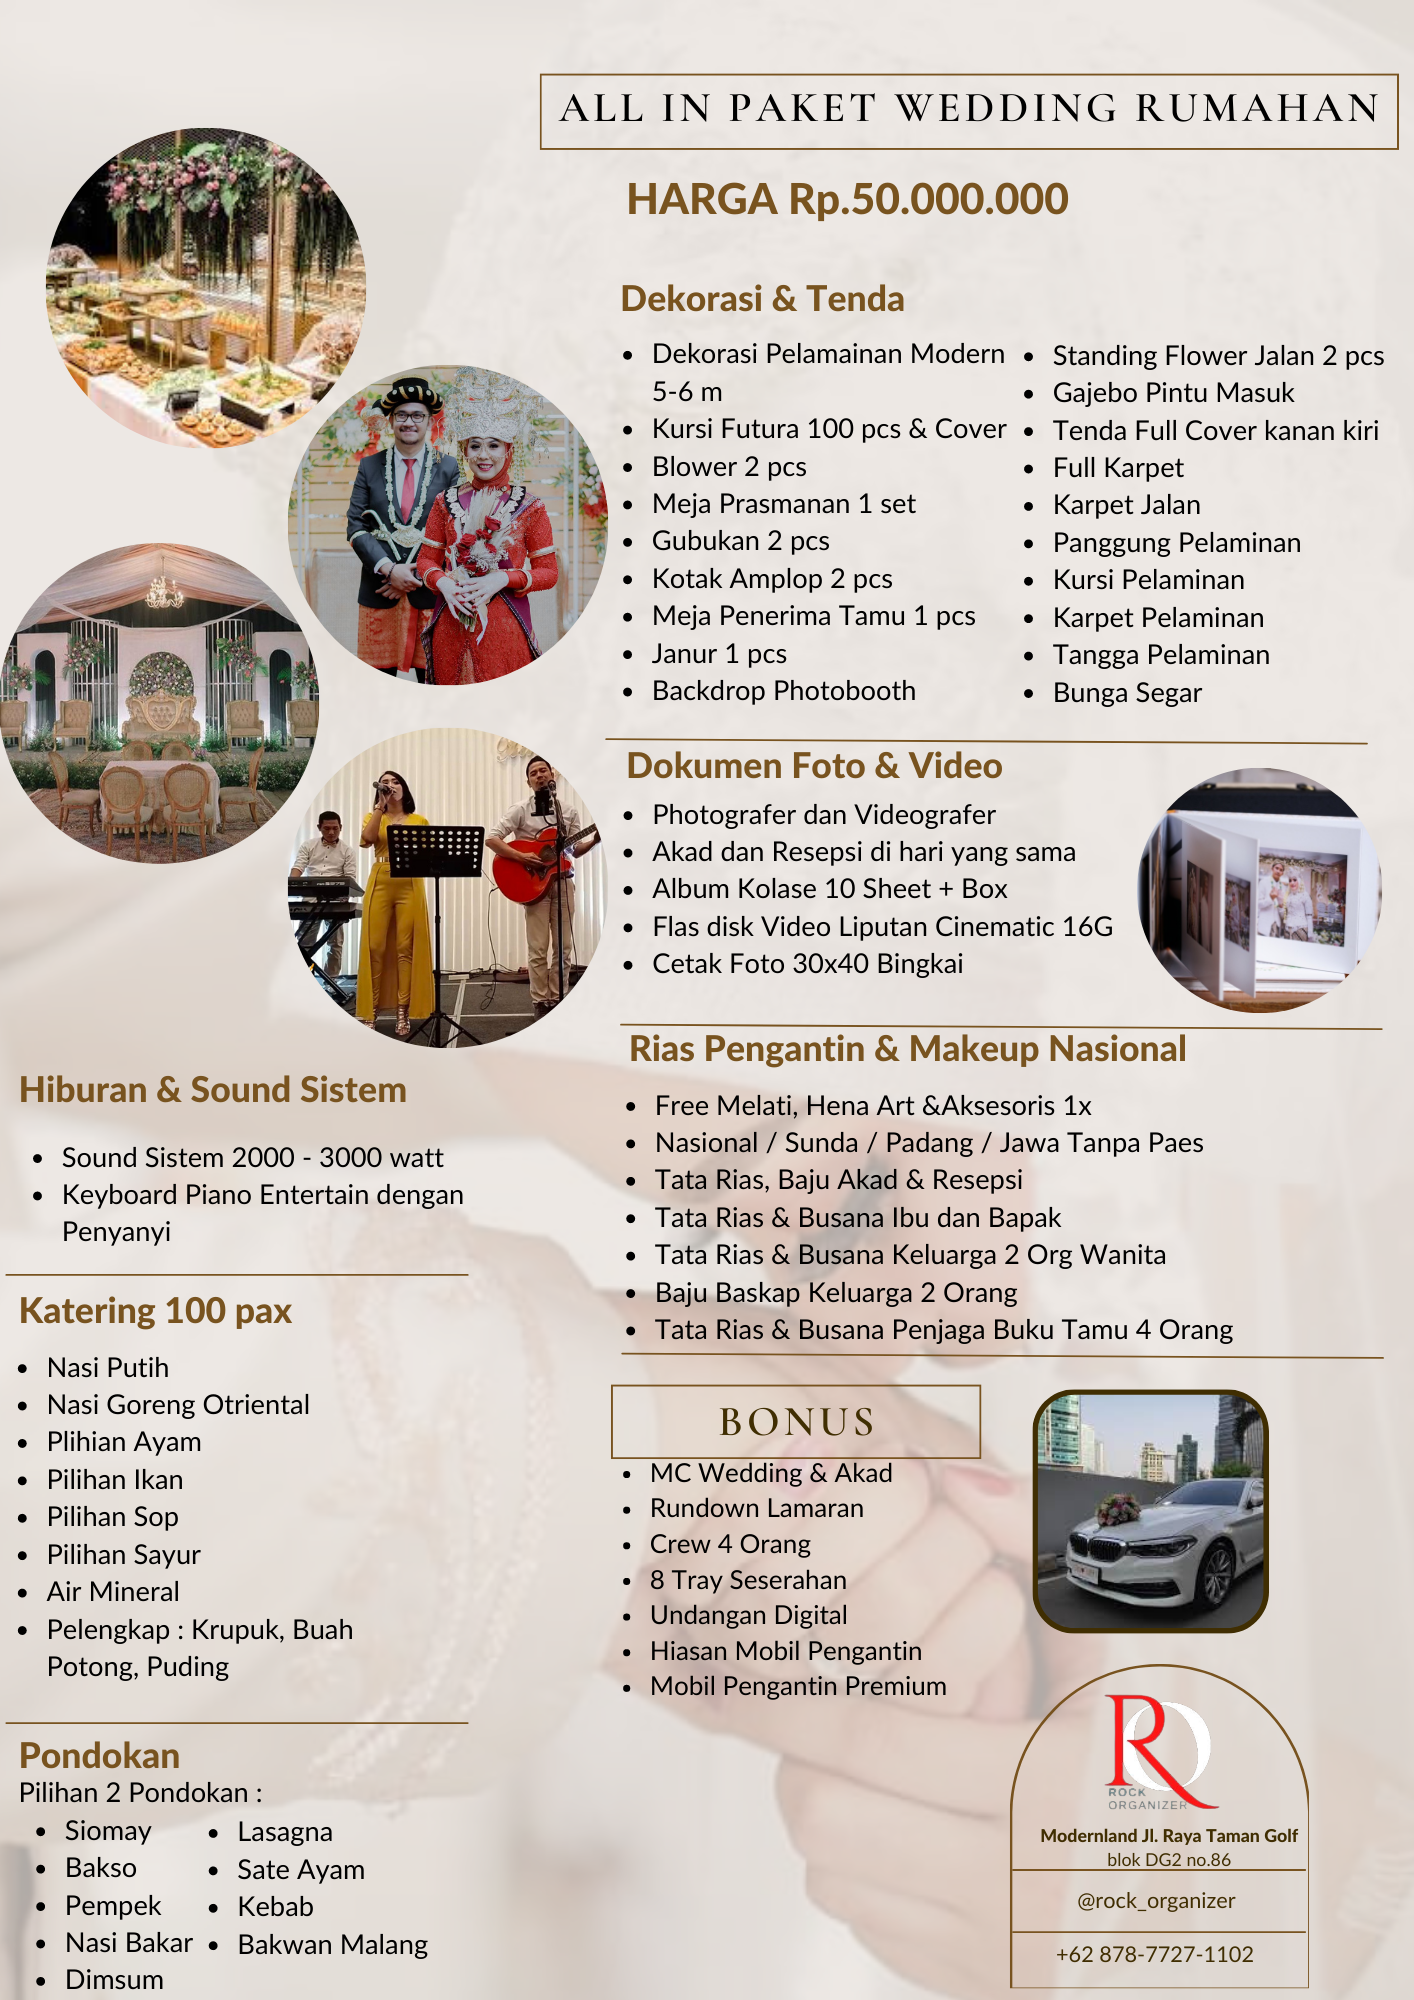 ALL IN PAKET WEDDING RUMAHAN
HARGA Rp.50.000.000
Dekorasi & Tenda
• Dekorasi Pelamainan Modern
5-6 m
• Kursi Futura 100 pcs & Cover
• Blower 2 pcs
• Meja Prasmanan 1 set
• Gubukan 2 pcs
• Kotak Amplop 2 pcs
• Meja Penerima Tamu 1 pcs
• Janur 1 pcs
• Backdrop Photobooth
• Standing Flower Jalan 2 pcs
• Gajebo Pintu Masuk
• Tenda Full Cover kanan kiri
• Full Karpet
• Karpet Jalan
• Panggung Pelaminan
• Kursi Pelaminan
• Karpet Pelaminan
• Tangga Pelaminan
• Bunga Segar
Dokumen Foto & Video
• Photografer dan Videografer
• Akad dan Resepsi di hari yang sama
• Album Kolase 10 Sheet + Box
• Flas disk Video Liputan Cinematic 16G
• Cetak Foto 30x40 Bingkai
Rias Pengantin & Makeup Nasional
• Free Melati, Hena Art &Aksesoris 1x
• Nasional / Sunda / Padang / Jawa Tanpa Paes
• Tata Rias, Baju Akad & Resepsi
• Tata Rias & Busana Ibu dan Bapak
• Tata Rias & Busana Keluarga 2 Org Wanita
• Baju Baskap Keluarga 2 Orang
• Tata Rias & Busana Penjaga Buku Tamu 4 Orang
Hiburan & Sound Sistem
• Sound Sistem 2000 - 3000 watt
• Keyboard Piano Entertain dengan
Penyanyi
Katering 100 pax
• Nasi Putih
• Nasi Goreng Otriental
• Plihian Ayam
• Pilihan Ikan
• Pilihan Sop
• Pilihan Sayur
• Air Mineral
• Pelengkap : Krupuk, Buah
Potong, Puding
Pondokan
Pilihan 2 Pondokan :
• Siomay
• Bakso
• Pempek
• Nasi Bakar
• Dimsum
• Lasagna
• Sate Ayam
• Kebab
• Bakwan Malang
BONUS
• MC Wedding & Akad
• Rundown Lamaran
• Crew 4 Orang
• 8 Tray Seserahan
• Undangan Digital
• Hiasan Mobil Pengantin
• Mobil Pengantin Premium
RO
ROCK
ORGANIZER
Modernland Jl. Raya Taman Golf
blok DG2 no.86
@rock_organizer
+62 878-7727-1102